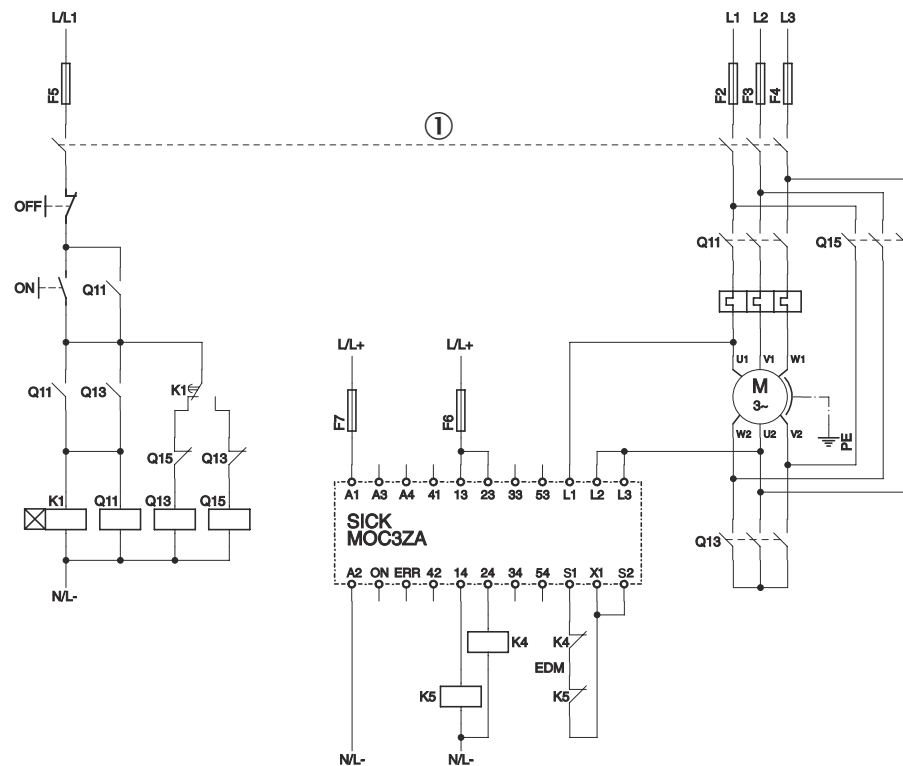 L/L1
L1 L2 L3
F5
F2 F3 F4
①
OFF
Q11 Q15
ON Q11
L/L+ L/L+
U1 V1 W1
Q11 Q13 K1
M
3~
F7 F6
W2 U2 V2
PE
Q15 Q13
A1 A3 A4 41 13 23 33 53 L1 L2 L3
K1 Q11 Q13 Q15
SICK
MOC3ZA
Q13
A2 ON ERR 42 14 24 34 54 S1 X1 S2
N/L-
K4 K4
EDM
K5 K5
N/L- N/L-